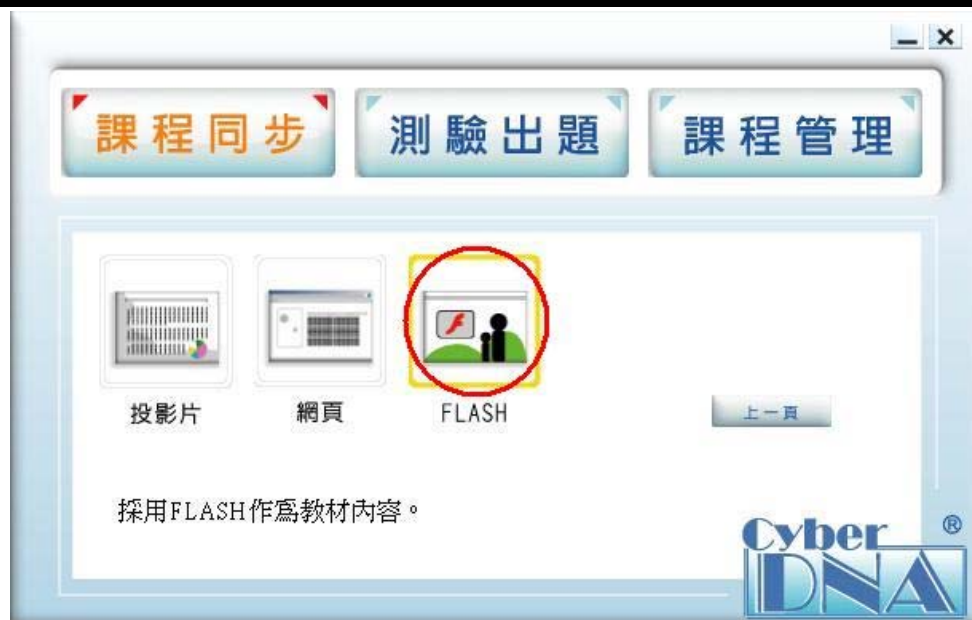 課程同步 測驗出題 課程管理
投影片 網頁 FLASH
上一頁
採用FLASH作為教材內容。
Cyber ®
DNA